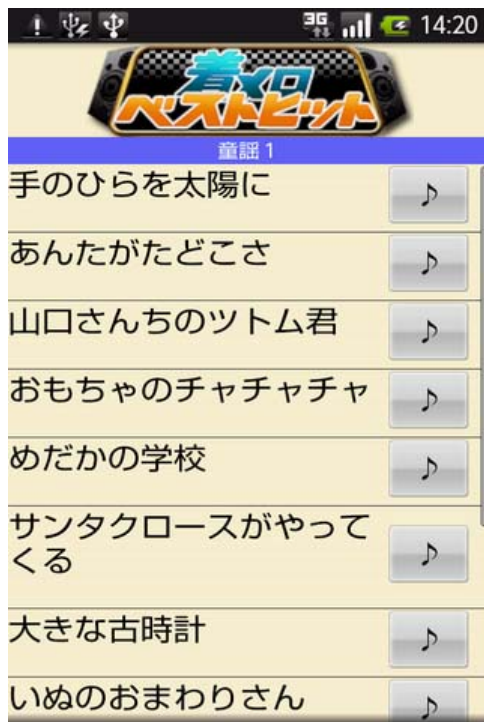 3G
14:20
着メロ
ベストヒット
童謡 1
手のひらを太陽に
あんたがたどこさ
山口さんちのツトム君
おもちゃのチャチャチャ
めだかの学校
サンタクロースがやって
くる
大きな古時計
いぬのおまわりさん